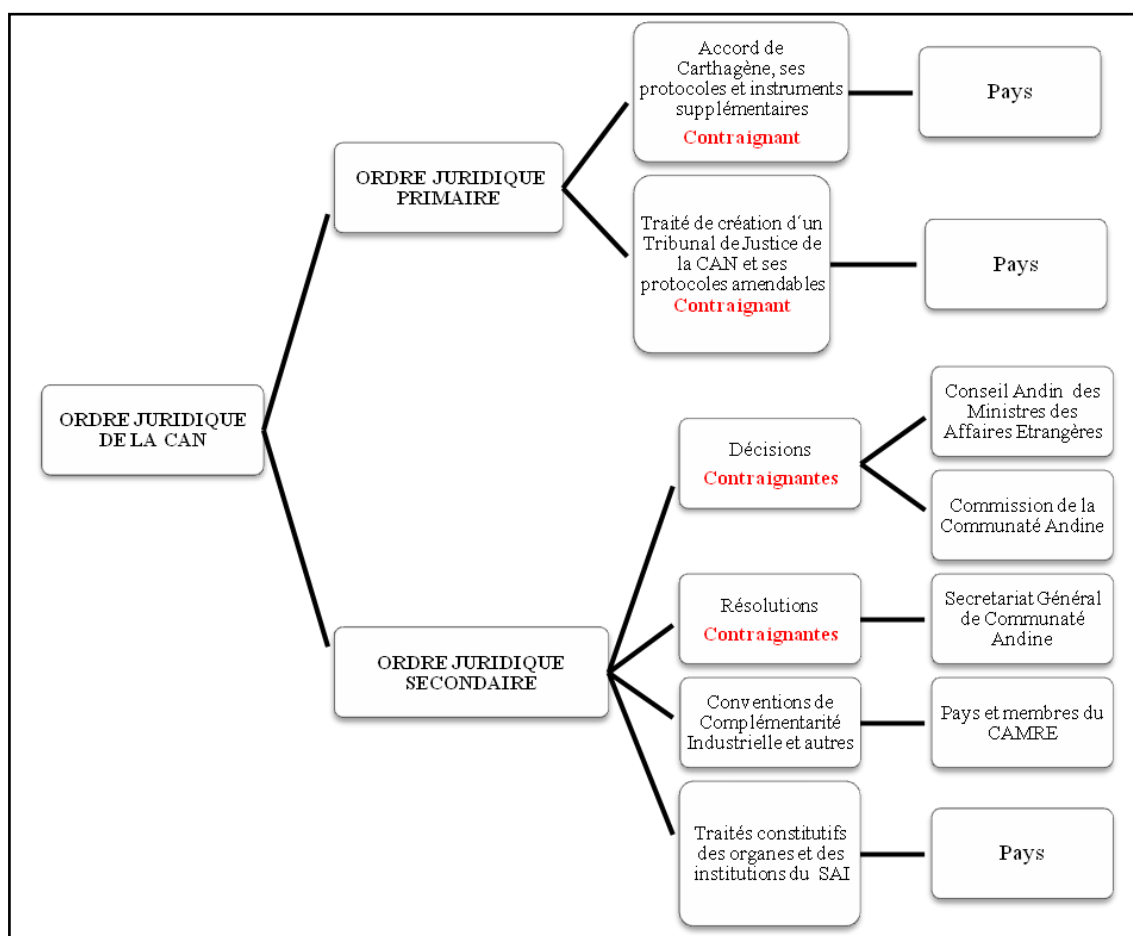 Accord de
Carthagène, ses
protocoles et instruments
supplémentaires
Contraignant
Pays
ORDRE JURIDIQUE
PRIMAIRE
Traité de création d´un
Tribunal de Justice de
la CAN et ses
protocoles amendables
Contraignant
Pays
ORDRE JURIDIQUE
DE LA CAN
Décisions
Contraignantes
Conseil Andin des
Ministres des
Affaires Etrangères
Commission de la
Communaté Andine
ORDRE JURIDIQUE
SECONDAIRE
Résolutions
Contraignantes
Secretariat Général
de Communaté
Andine
Conventions de
Complémentarité
Industrielle et autres
Pays et membres du
CAMRE
Traités constitutifs
des organes et des
institutions du SAI
Pays